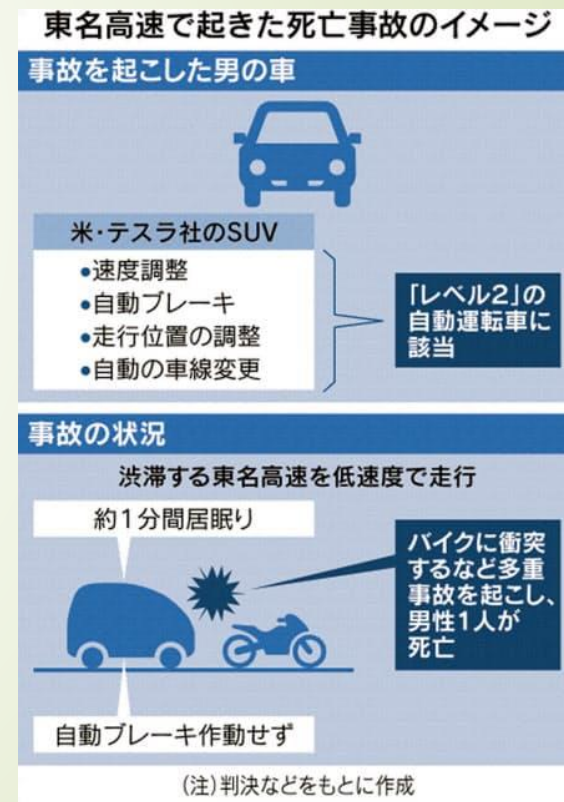 東名高速で起きた死亡事故のイメージ
事故を起こした男の車
米・テスラ社のSUV
●速度調整
●自動ブレーキ
●走行位置の調整
●自動の車線変更
「レベル2」の
自動運転車に
該当
事故の状況
渋滞する東名高速を低速度で走行
約1分間居眠り
バイクに衝突
するなど多重
事故を起こし、
男性1人が
死亡
自動ブレーキ作動せず
(注)判決などをもとに作成